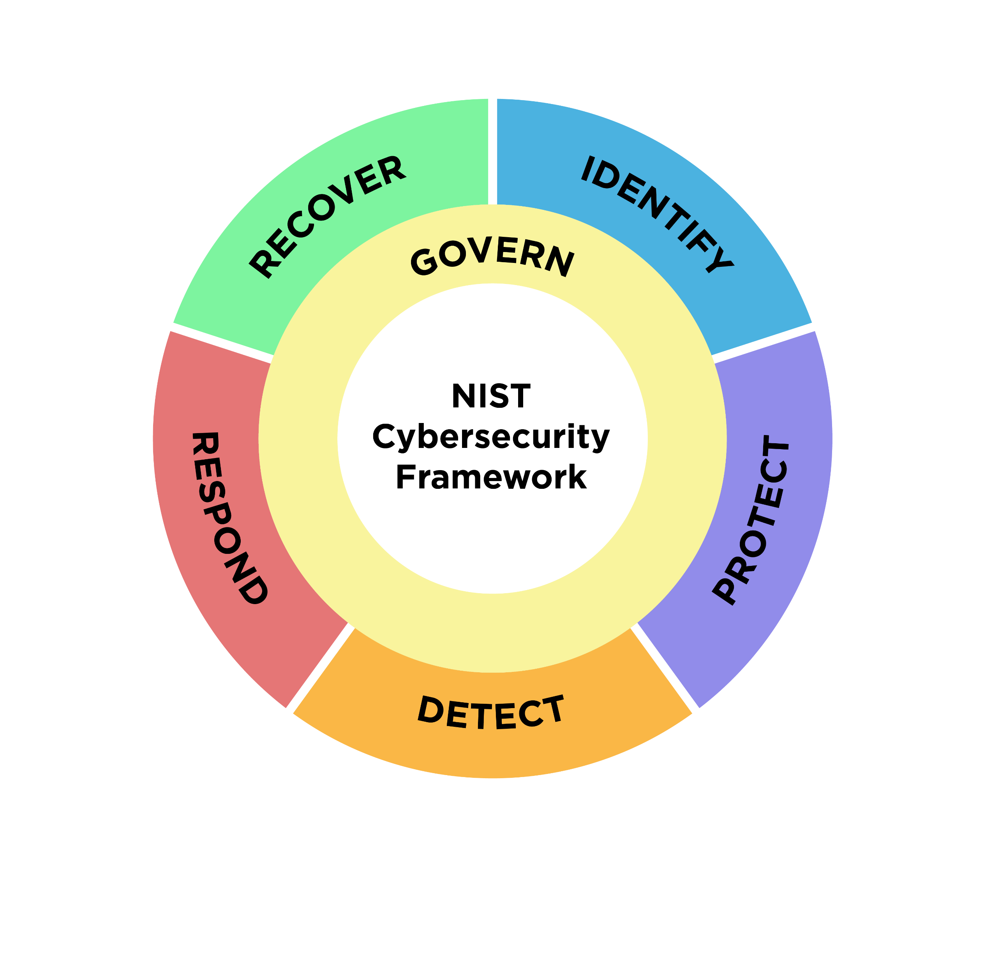 RECOVER
IDENTIFY
GOVERN
NIST
Cybersecurity
Framework
RESPOND
PROTECT
DETECT